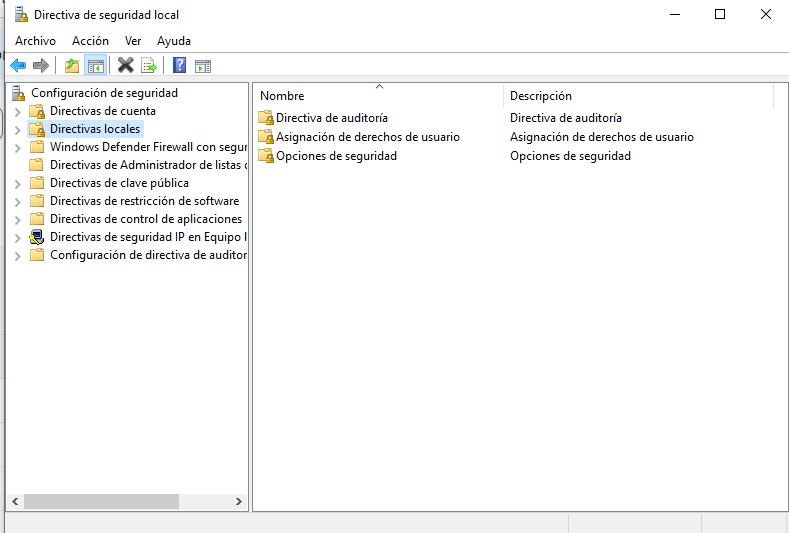 Directiva de seguridad local
Archivo Acción Ver Ayuda
Configuración de seguridad
Directivas de cuenta
Directivas locales
Windows Defender Firewall con segur
Directivas de Administrador de listas
Directivas de clave pública
Directivas de restricción de software
Directivas de control de aplicaciones
Directivas de seguridad IP en Equipo
Configuración de directiva de auditor
Nombre Descripción
Directiva de auditoría Directiva de auditoría
Asignación de derechos de usuario Asignación de derechos de usuario
Opciones de seguridad Opciones de seguridad